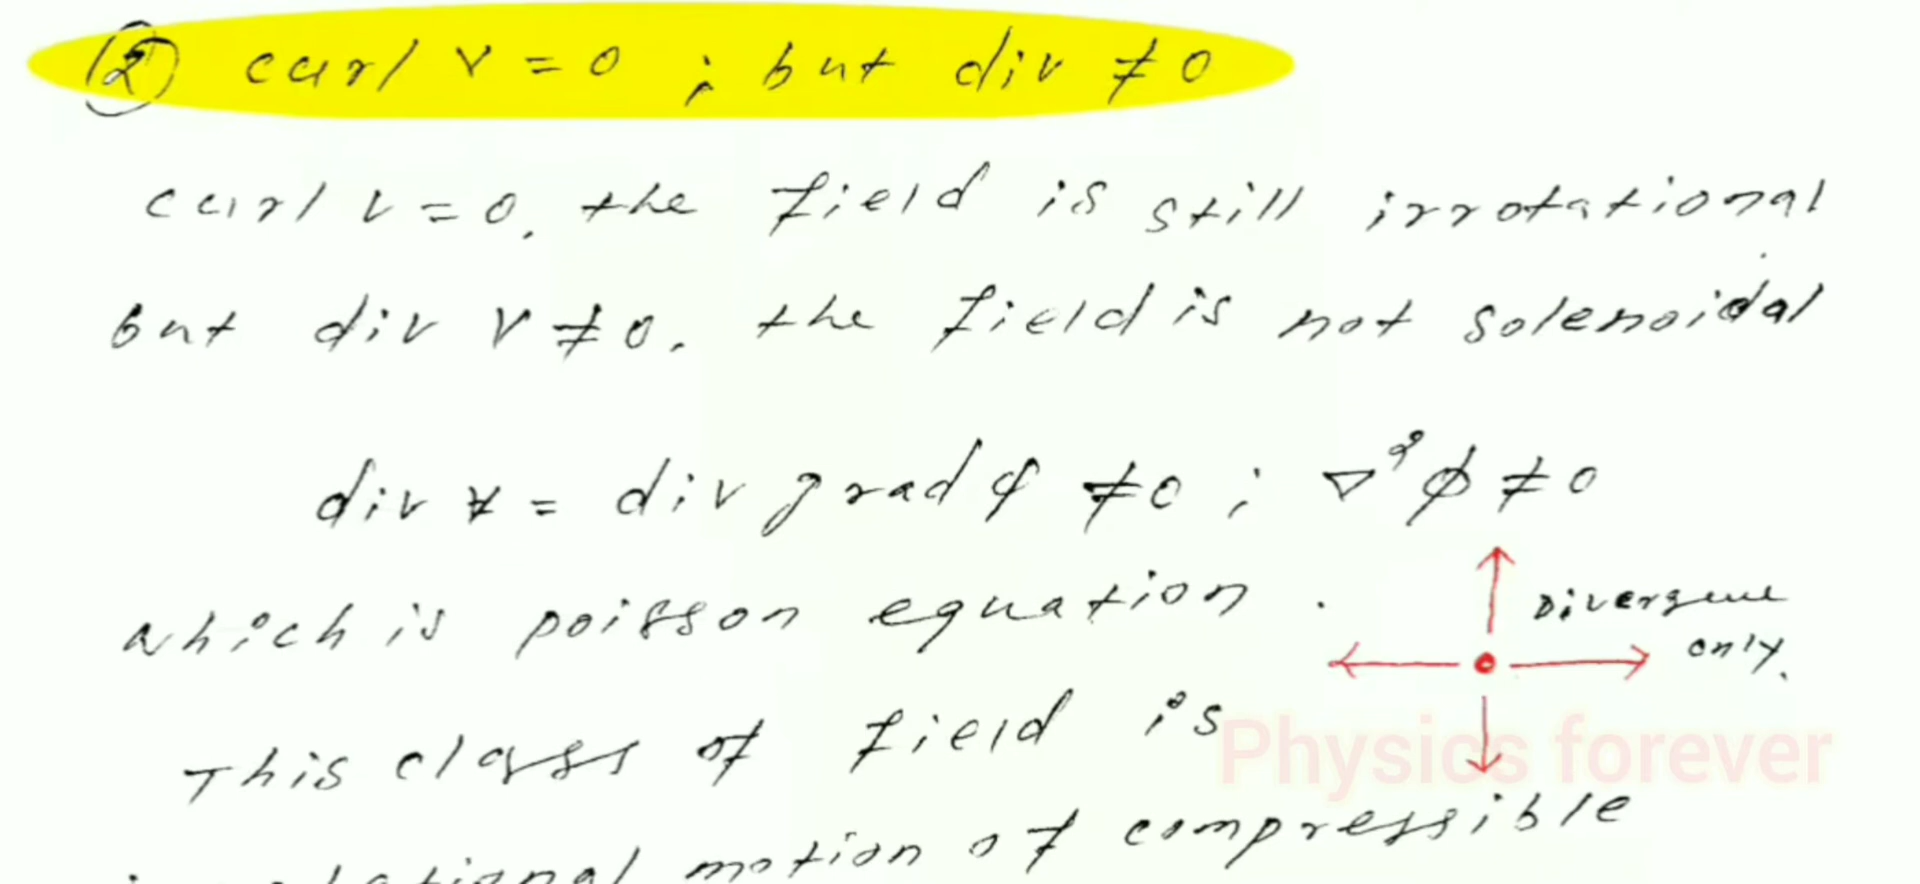 ② curl v = 0 ; but div ≠ 0
curl v = 0, the field is still irrotational
but div v ≠ 0. the field is not solenoidal
div v = div grad φ ≠ 0 ; ∇²φ ≠ 0
which is poisson equation.
Divergence
only.
This class of field is
Physics forever
motion of compressible